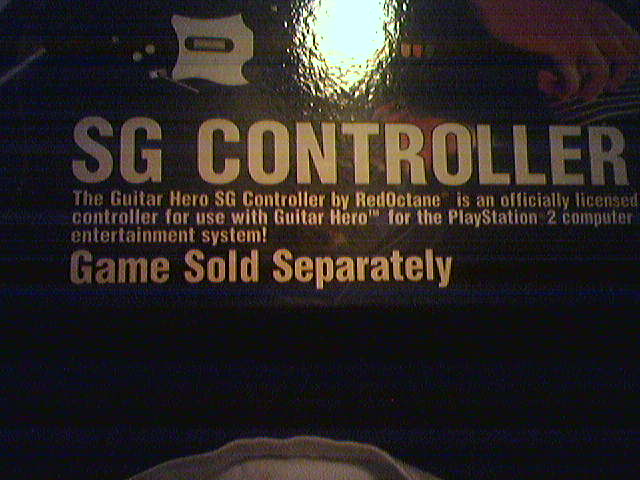 SG CONTROLLER
The Guitar Hero SG Controller by RedOctane™ is an officially licensed
controller for use with Guitar Hero™ for the PlayStation 2 computer
entertainment system!
Game Sold Separately